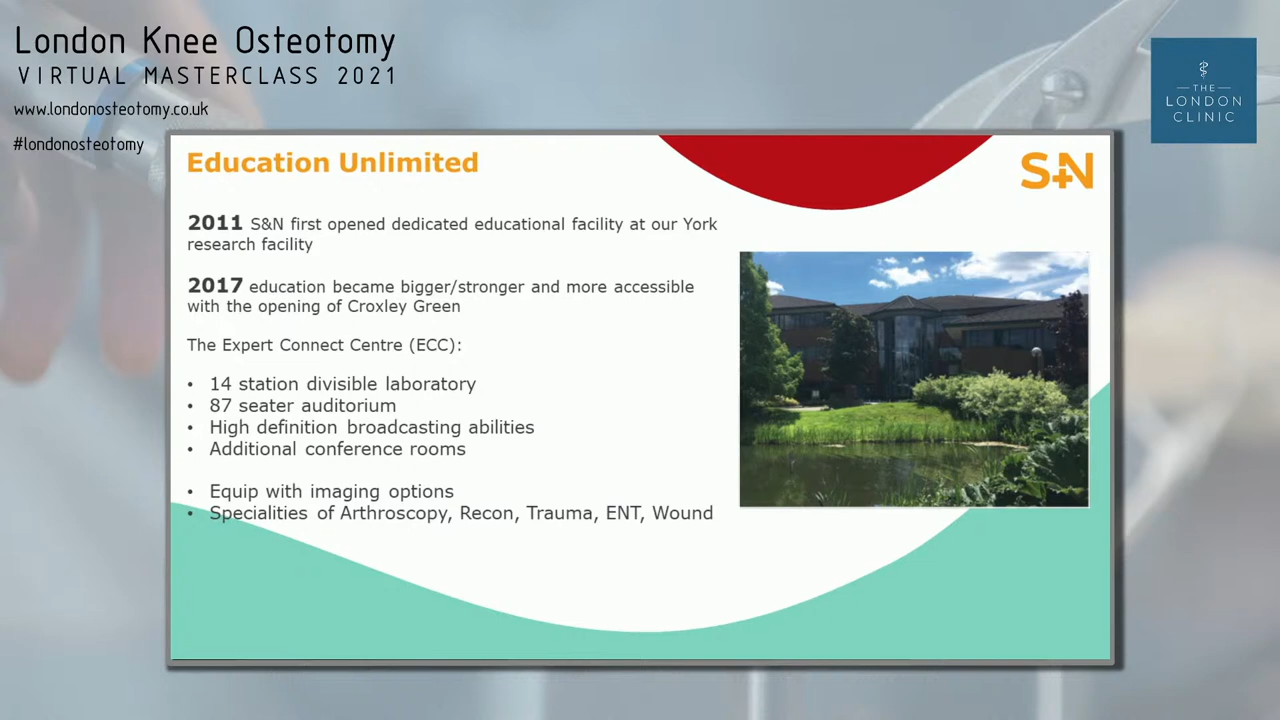 London Knee Osteotomy
VIRTUAL MASTERCLASS 2021
www.londonosteotomy.co.uk
#londonosteotomy
THE
LONDON
CLINIC
Education Unlimited
S+N
2011 S&N first opened dedicated educational facility at our York
research facility
2017 education became bigger/stronger and more accessible
with the opening of Croxley Green
The Expert Connect Centre (ECC):
• 14 station divisible laboratory
• 87 seater auditorium
• High definition broadcasting abilities
• Additional conference rooms
• Equip with imaging options
• Specialities of Arthroscopy, Recon, Trauma, ENT, Wound